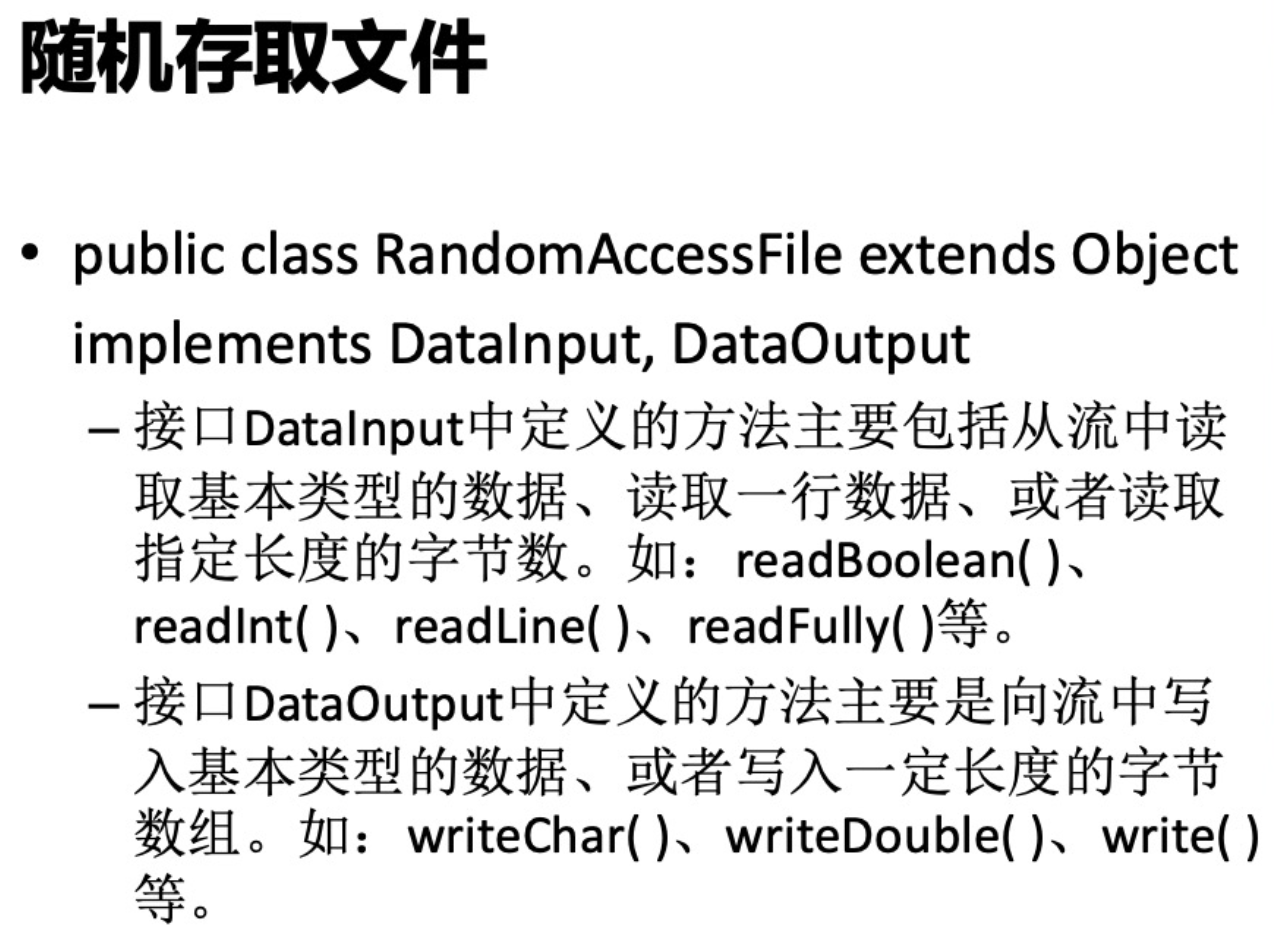 随机存取文件
• public class RandomAccessFile extends Object
implements DataInput, DataOutput
– 接口DataInput中定义的方法主要包括从流中读
取基本类型的数据、读取一行数据、或者读取
指定长度的字节数。如：readBoolean( )、
readInt( )、readLine( )、readFully( )等。
– 接口DataOutput中定义的方法主要是向流中写
入基本类型的数据、或者写入一定长度的字节
数组。如：writeChar( )、writeDouble( )、write( )
等。